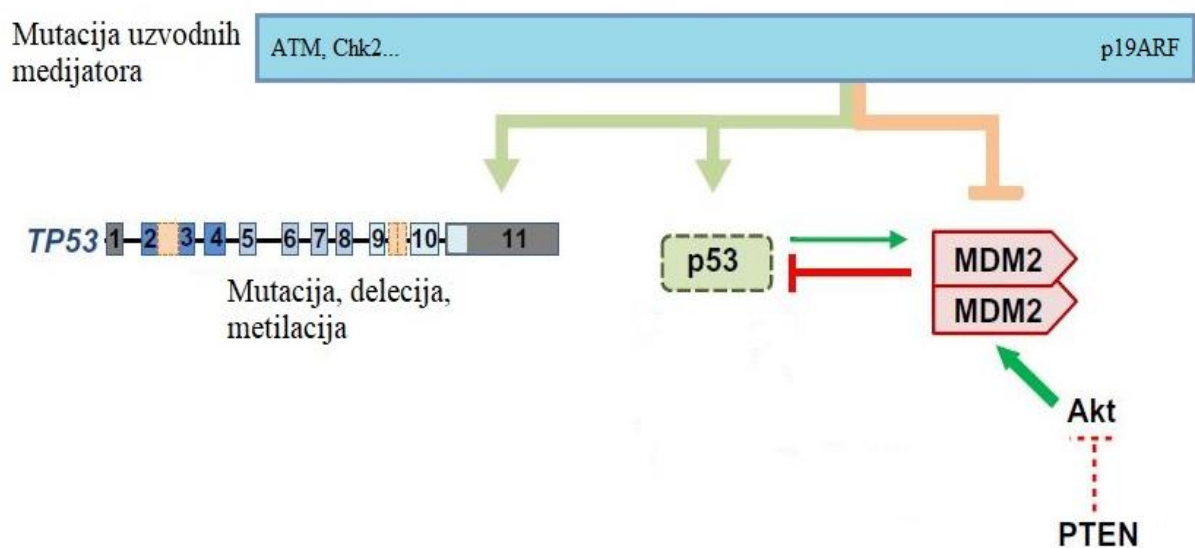 Mutacija uzvodnih
medijatora
ATM, Chk2...
p19ARF
TP53 1 2 3 4 5 6 7 8 9 10 11
Mutacija, delecija,
metilacija
p53
MDM2
MDM2
Akt
PTEN